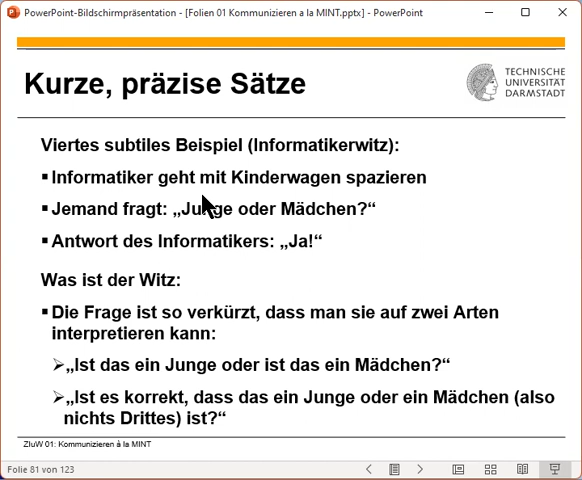 PowerPoint-Bildschirmpräsentation - [Folien 01 Kommunizieren a la MINT.pptx] - PowerPoint
Kurze, präzise Sätze
TECHNISCHE
UNIVERSITÄT
DARMSTADT
Viertes subtiles Beispiel (Informatikerwitz):
▪ Informatiker geht mit Kinderwagen spazieren
▪ Jemand fragt: „Junge oder Mädchen?“
▪ Antwort des Informatikers: „Ja!“
Was ist der Witz:
▪ Die Frage ist so verkürzt, dass man sie auf zwei Arten
interpretieren kann:
➢ „Ist das ein Junge oder ist das ein Mädchen?“
➢ „Ist es korrekt, dass das ein Junge oder ein Mädchen (also
nichts Drittes) ist?“
ZIuW 01: Kommunizieren à la MINT
Folie 81 von 123